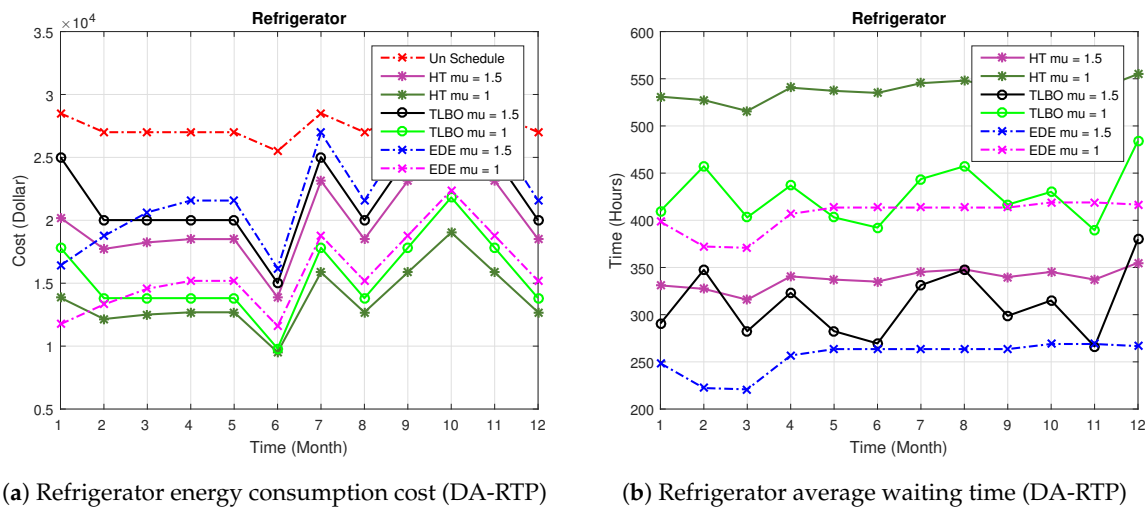 Refrigerator
×10⁴
3.5
3
2.5
2
1.5
1
0.5
Cost (Dollar)
Un Schedule
HT mu = 1.5
HT mu = 1
TLBO mu = 1.5
TLBO mu = 1
EDE mu = 1.5
EDE mu = 1
1 2 3 4 5 6 7 8 9 10 11 12
Time (Month)
(a) Refrigerator energy consumption cost (DA-RTP)
Refrigerator
600
550
500
450
400
350
300
250
200
Time (Hours)
HT mu = 1.5
HT mu = 1
TLBO mu = 1.5
TLBO mu = 1
EDE mu = 1.5
EDE mu = 1
1 2 3 4 5 6 7 8 9 10 11 12
Time (Month)
(b) Refrigerator average waiting time (DA-RTP)